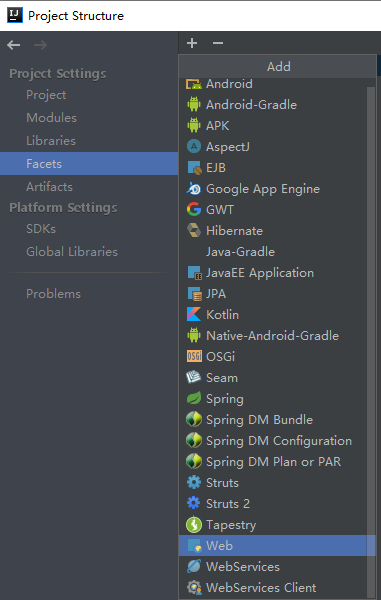 Project Structure
Project Settings
Project
Modules
Libraries
Facets
Artifacts
Platform Settings
SDKs
Global Libraries
Problems
Add
Android
Android-Gradle
APK
AspectJ
EJB
Google App Engine
GWT
Hibernate
Java-Gradle
JavaEE Application
JPA
Kotlin
Native-Android-Gradle
OSGi
Seam
Spring
Spring DM Bundle
Spring DM Configuration
Spring DM Plan or PAR
Struts
Struts 2
Tapestry
Web
WebServices
WebServices Client